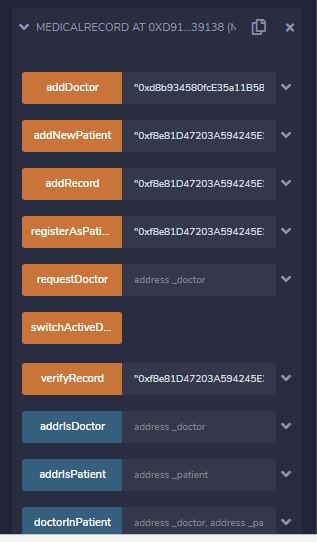 MEDICALRECORD AT 0XD91...39138 (M
addDoctor "0xd8b934580fcE35a11B58
addNewPatient "0xf8e81D47203A594245E:
addRecord "0xf8e81D47203A594245E:
registerAsPati... "0xf8e81D47203A594245E:
requestDoctor address _doctor
switchActiveD...
verifyRecord "0xf8e81D47203A594245E:
addrIsDoctor address _doctor
addrIsPatient address _patient
doctorInPatient address _doctor, address _pa